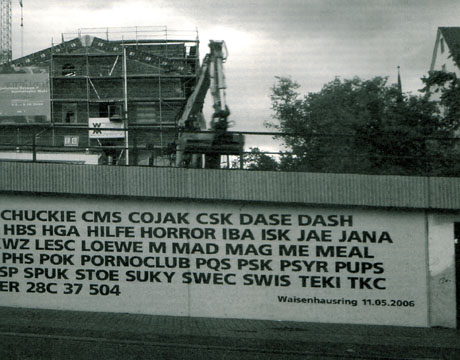 CHUCKIE CMS COJAK CSK DASE DASH
HBS HGA HILFE HORROR IBA ISK JAE JANA
WZ LESC LOEWE M MAD MAG ME MEAL
PHS POK PORNOCLUB PQS PSK PSYR PUPS
SP SPUK STOE SUKY SWEC SWIS TEKI TKC
ER 28C 37 504
Waisenhausring 11.05.2006